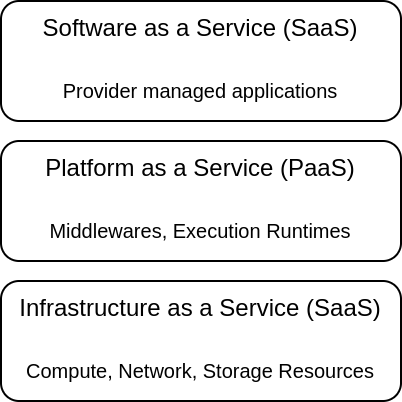 Software as a Service (SaaS)
Provider managed applications
Platform as a Service (PaaS)
Middlewares, Execution Runtimes
Infrastructure as a Service (SaaS)
Compute, Network, Storage Resources